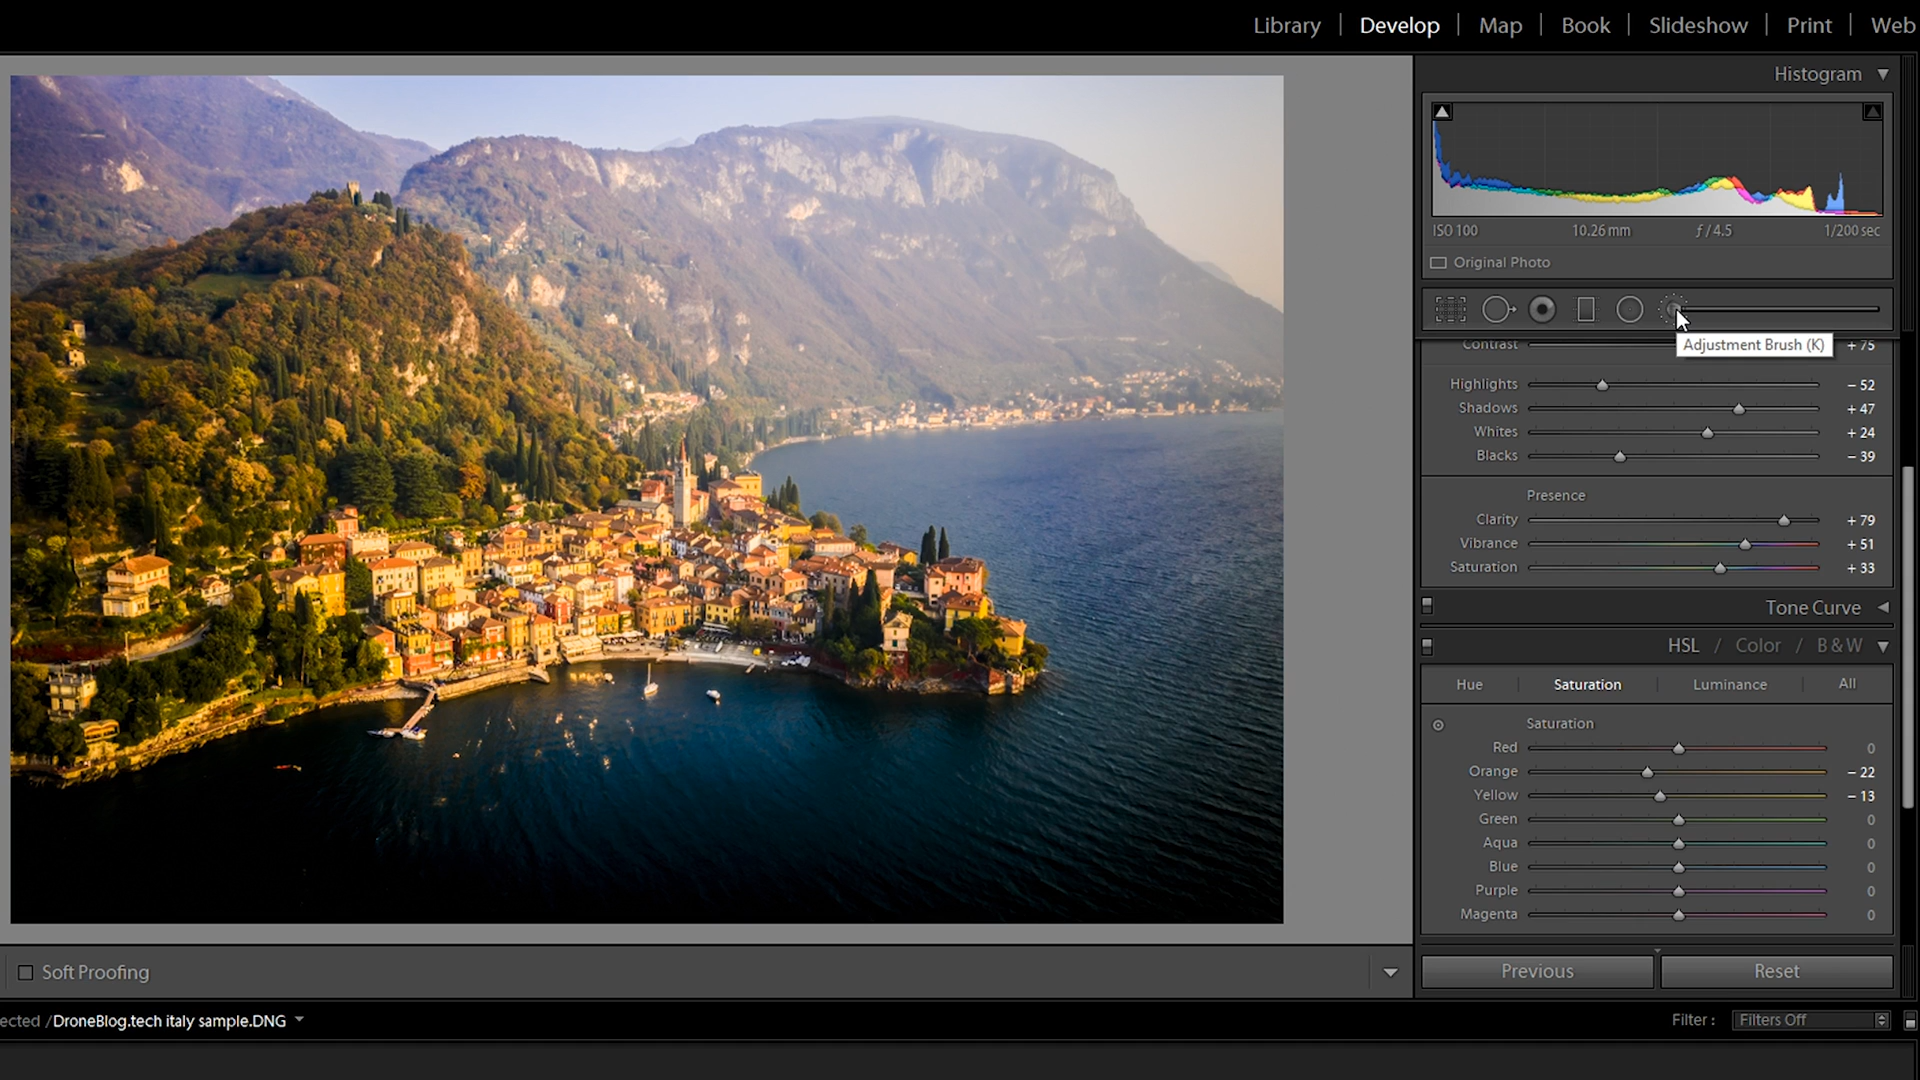 Library | Develop | Map | Book | Slideshow | Print | Web
Histogram
ISO 100 10.26 mm ƒ / 4.5 1/200 sec
Original Photo
Adjustment Brush (K)
Contrast + 75
Highlights – 52
Shadows + 47
Whites + 24
Blacks – 39
Presence
Clarity + 79
Vibrance + 51
Saturation + 33
Tone Curve
HSL / Color / B & W
Hue | Saturation | Luminance | All
Saturation
Red 0
Orange – 22
Yellow – 13
Green 0
Aqua 0
Blue 0
Purple 0
Magenta 0
Soft Proofing
Previous Reset
ected /DroneBlog.tech italy sample.DNG
Filter : Filters Off